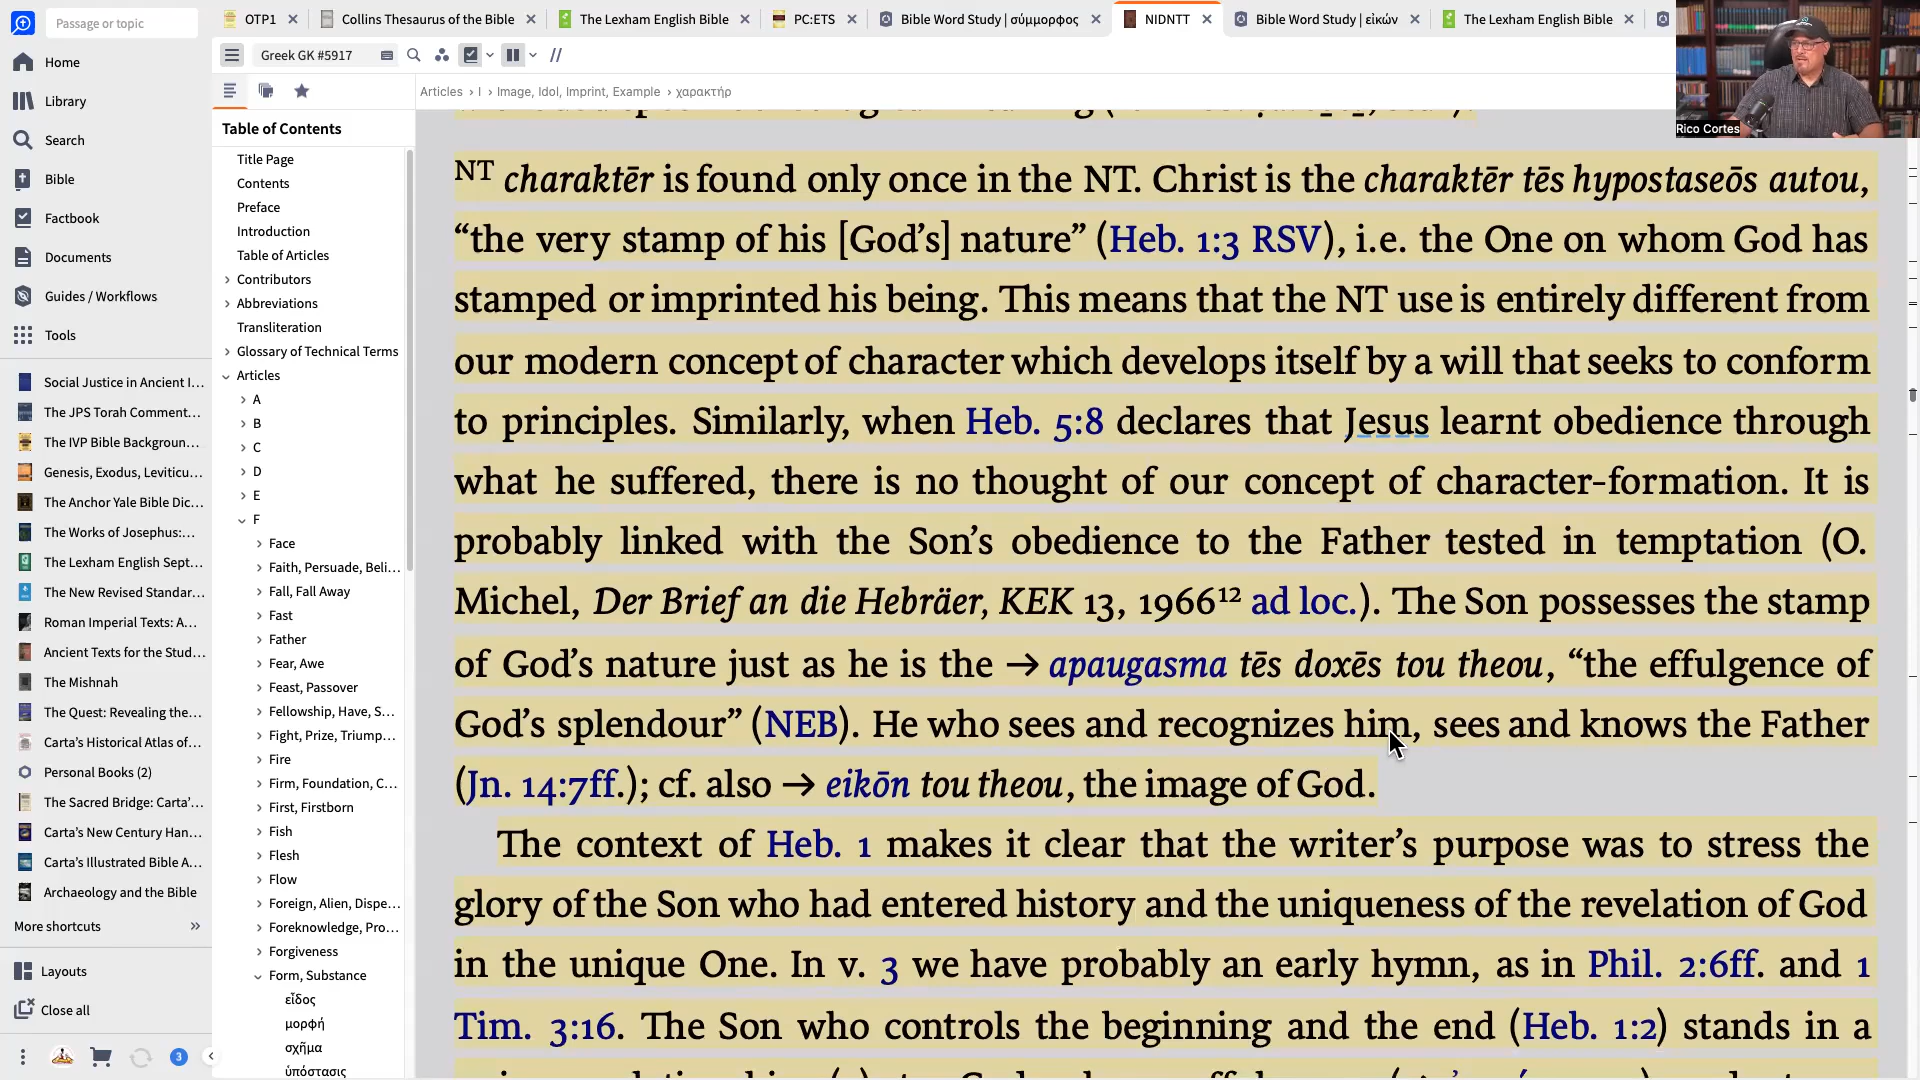 Passage or topic
Home
Library
Search
Bible
Factbook
Documents
Guides / Workflows
Tools
Social Justice in Ancient I...
The JPS Torah Comment...
The IVP Bible Backgroun...
Genesis, Exodus, Leviticu...
The Anchor Yale Bible Dic...
The Works of Josephus:...
The Lexham English Sept...
The New Revised Standar...
Roman Imperial Texts: A...
Ancient Texts for the Stud...
The Mishnah
The Quest: Revealing the...
Carta's Historical Atlas of...
Personal Books (2)
The Sacred Bridge: Carta'...
Carta's New Century Han...
Carta's Illustrated Bible A...
Archaeology and the Bible
More shortcuts
Layouts
Close all
3
OTP1
Collins Thesaurus of the Bible
The Lexham English Bible
PC:ETS
Bible Word Study | σύμμορφος
NIDNTT
Bible Word Study | εἰκών
The Lexham English Bible
Greek GK #5917
Articles › I › Image, Idol, Imprint, Example › χαρακτήρ
Table of Contents
Title Page
Contents
Preface
Introduction
Table of Articles
Contributors
Abbreviations
Transliteration
Glossary of Technical Terms
Articles
A
B
C
D
E
F
Face
Faith, Persuade, Beli...
Fall, Fall Away
Fast
Father
Fear, Awe
Feast, Passover
Fellowship, Have, S...
Fight, Prize, Triump...
Fire
Firm, Foundation, C...
First, Firstborn
Fish
Flesh
Flow
Foreign, Alien, Dispe...
Foreknowledge, Pro...
Forgiveness
Form, Substance
εἶδος
μορφή
σχῆμα
ὑπόστασις
NT charaktēr is found only once in the NT. Christ is the charaktēr tēs hypostaseōs autou,
“the very stamp of his [God’s] nature” (Heb. 1:3 RSV), i.e. the One on whom God has
stamped or imprinted his being. This means that the NT use is entirely different from
our modern concept of character which develops itself by a will that seeks to conform
to principles. Similarly, when Heb. 5:8 declares that Jesus learnt obedience through
what he suffered, there is no thought of our concept of character-formation. It is
probably linked with the Son’s obedience to the Father tested in temptation (O.
Michel, Der Brief an die Hebräer, KEK 13, 1966¹² ad loc.). The Son possesses the stamp
of God’s nature just as he is the → apaugasma tēs doxēs tou theou, “the effulgence of
God’s splendour” (NEB). He who sees and recognizes him, sees and knows the Father
(Jn. 14:7ff.); cf. also → eikōn tou theou, the image of God.
The context of Heb. 1 makes it clear that the writer’s purpose was to stress the
glory of the Son who had entered history and the uniqueness of the revelation of God
in the unique One. In v. 3 we have probably an early hymn, as in Phil. 2:6ff. and 1
Tim. 3:16. The Son who controls the beginning and the end (Heb. 1:2) stands in a
Rico Cortes